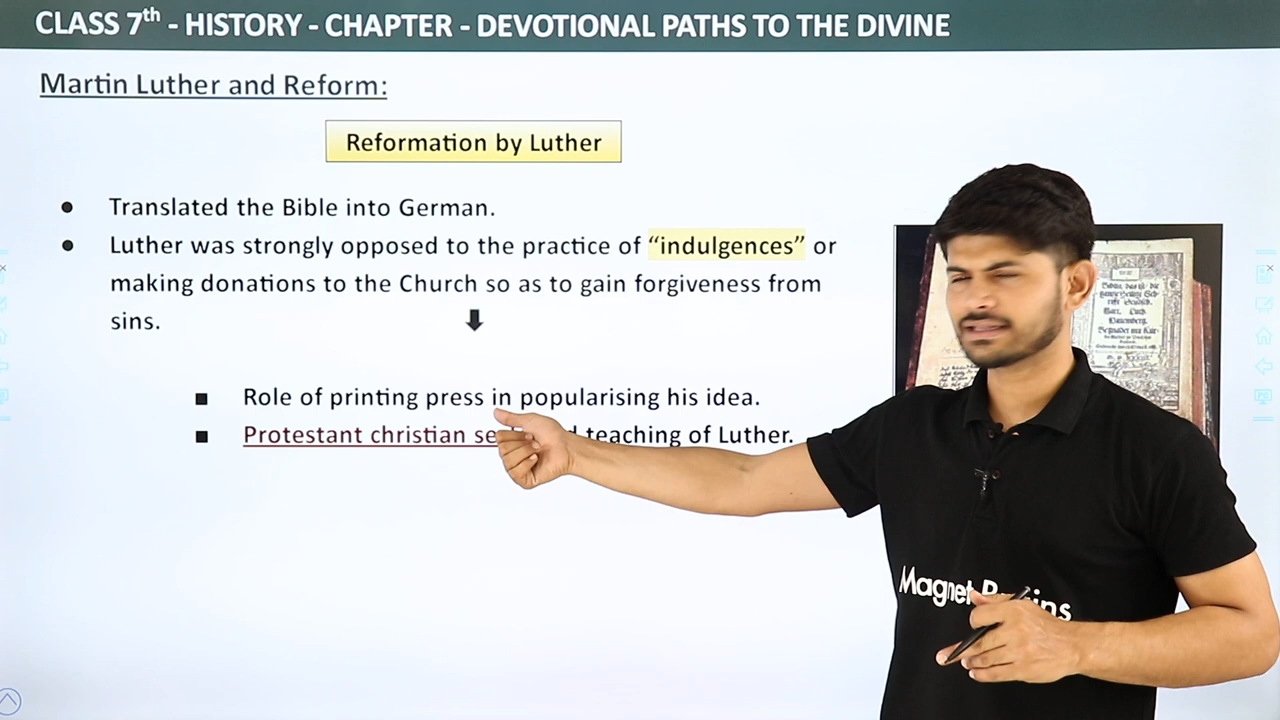 CLASS 7th - HISTORY - CHAPTER - DEVOTIONAL PATHS TO THE DIVINE
Martin Luther and Reform:
Reformation by Luther
● Translated the Bible into German.
● Luther was strongly opposed to the practice of “indulgences” or
making donations to the Church so as to gain forgiveness from
sins.
■ Role of printing press in popularising his idea.
■ Protestant christian teaching of Luther.
Magnet